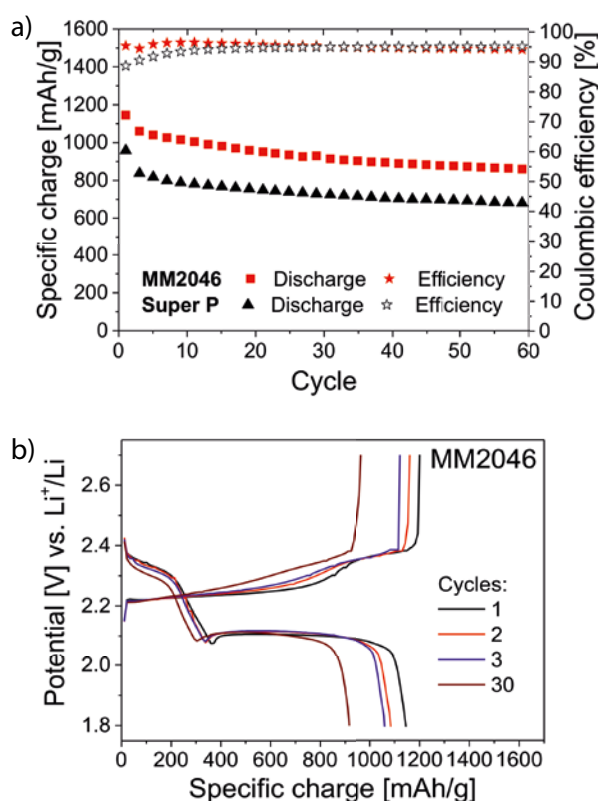 a)
1600
1400
1200
1000
800
600
400
200
0
Specific charge [mAh/g]
100
90
80
70
60
50
40
30
20
10
0
Coulombic efficiency [%]
MM2046 Discharge Efficiency
Super P Discharge Efficiency
0 10 20 30 40 50 60
Cycle
b)
MM2046
2.6
2.4
2.2
2.0
1.8
Potential [V] vs. Li⁺/Li
Cycles:
1
2
3
30
0 200 400 600 800 1000 1200 1400 1600
Specific charge [mAh/g]